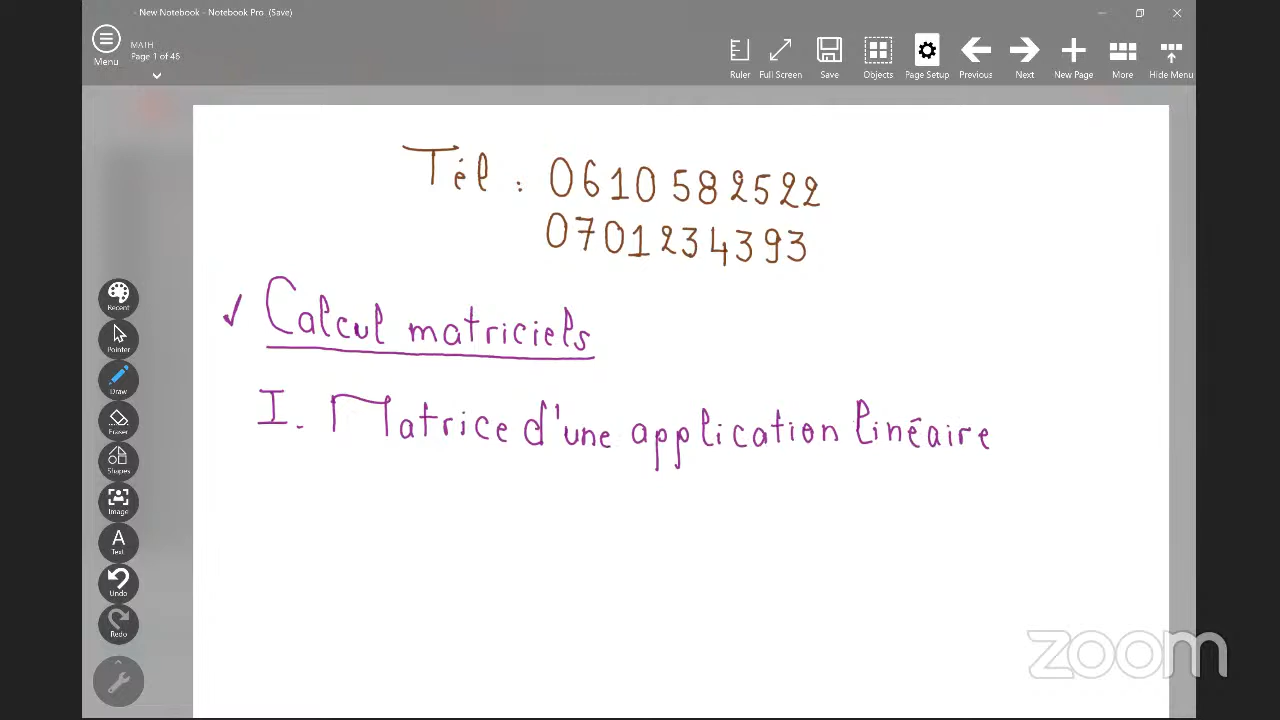 - New Notebook - Notebook Pro (Save)
Menu
MATH
Page 1 of 46
Ruler
Full Screen
Save
Objects
Page Setup
Previous
Next
New Page
More
Hide Menu
Tél : 0610582522
0701234393
Calcul matriciels
I. Matrice d'une application linéaire
Recent
Pointer
Draw
Eraser
Shapes
Image
A
Text
Undo
Redo
zoom